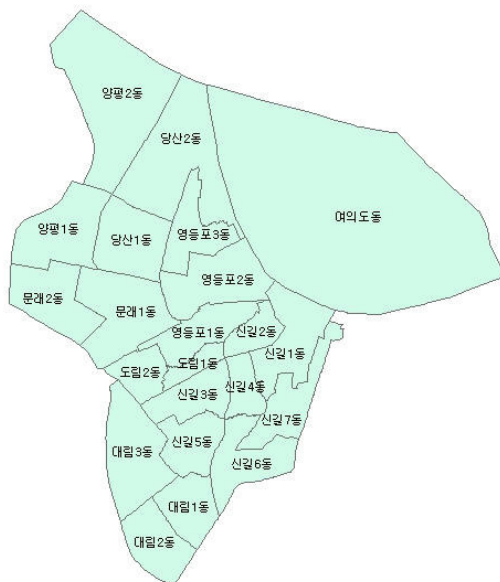 양평2동
당산2동
여의도동
양평1동
당산1동
영등포3동
영등포2동
문래2동
문래1동
영등포1동
신길2동
신길1동
도림1동
도림2동
신길4동
신길3동
신길7동
신길5동
대림3동
신길6동
대림1동
대림2동